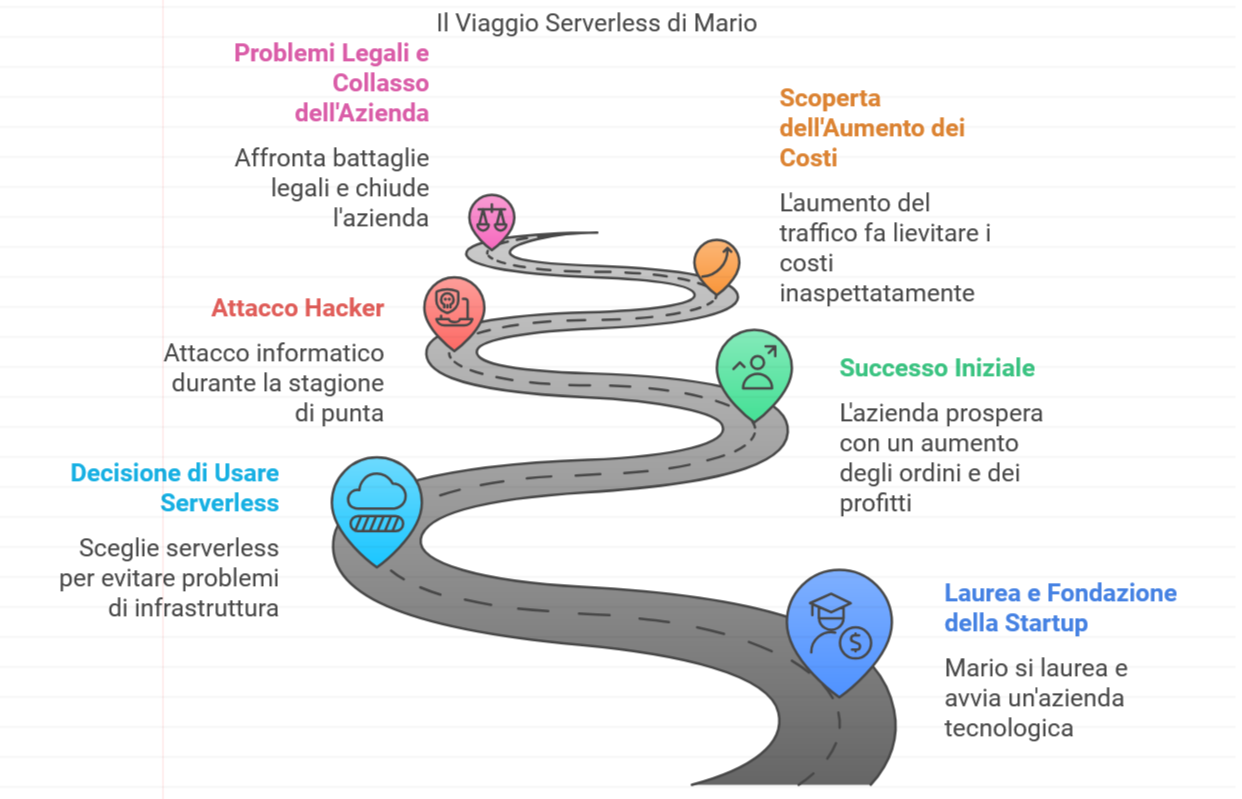 Il Viaggio Serverless di Mario
Problemi Legali e
Collasso
dell'Azienda
Affronta battaglie
legali e chiude
l'azienda
Scoperta
dell'Aumento dei
Costi
L'aumento del
traffico fa lievitare i
costi
inaspettatamente
Attacco Hacker
Attacco informatico
durante la stagione
di punta
Successo Iniziale
L'azienda prospera
con un aumento
degli ordini e dei
profitti
Decisione di Usare
Serverless
Sceglie serverless
per evitare problemi
di infrastruttura
Laurea e Fondazione
della Startup
Mario si laurea e
avvia un'azienda
tecnologica
$